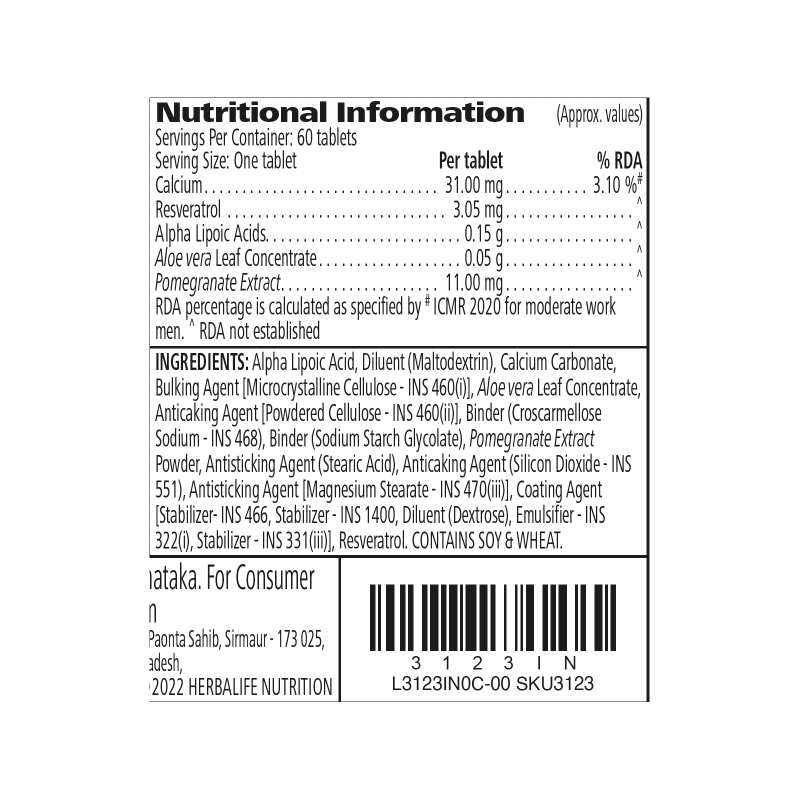 Nutritional Information (Approx. values)
Servings Per Container: 60 tablets
Serving Size: One tablet Per tablet % RDA
Calcium 31.00 mg 3.10 %#
Resveratrol 3.05 mg ^
Alpha Lipoic Acids 0.15 g ^
Aloe vera Leaf Concentrate 0.05 g ^
Pomegranate Extract 11.00 mg ^
RDA percentage is calculated as specified by # ICMR 2020 for moderate work
men. ^ RDA not established
INGREDIENTS: Alpha Lipoic Acid, Diluent (Maltodextrin), Calcium Carbonate,
Bulking Agent [Microcrystalline Cellulose - INS 460(i)], Aloe vera Leaf Concentrate,
Anticaking Agent [Powdered Cellulose - INS 460(ii)], Binder (Croscarmellose
Sodium - INS 468), Binder (Sodium Starch Glycolate), Pomegranate Extract
Powder, Antisticking Agent (Stearic Acid), Anticaking Agent (Silicon Dioxide - INS
551), Antisticking Agent [Magnesium Stearate - INS 470(iii)], Coating Agent
[Stabilizer- INS 466, Stabilizer - INS 1400, Diluent (Dextrose), Emulsifier - INS
322(i), Stabilizer - INS 331(iii)], Resveratrol. CONTAINS SOY & WHEAT.
nataka. For Consumer
n
Paonta Sahib, Sirmaur - 173 025,
adesh,
2022 HERBALIFE NUTRITION
3 1 2 3 I N
L3123IN0C-00 SKU3123